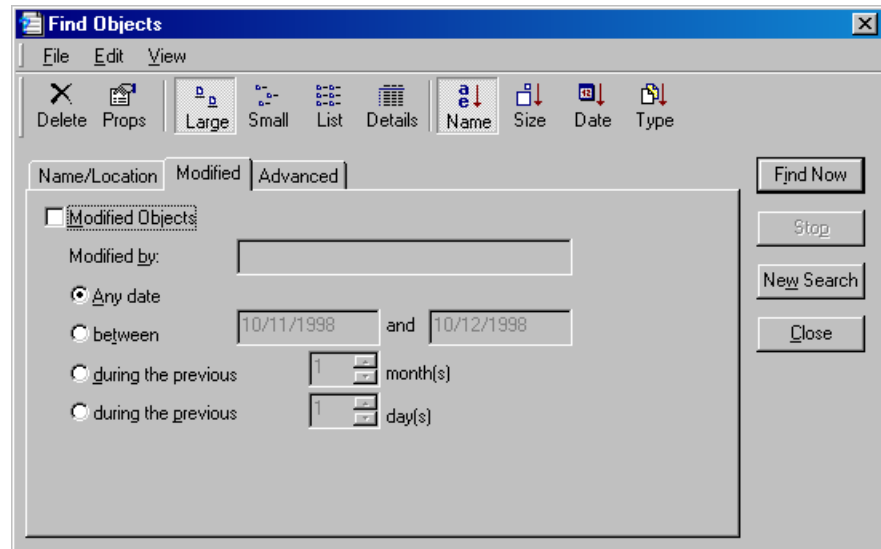 Find Objects
File Edit View
Delete Props Large Small List Details Name Size Date Type
Name/Location Modified Advanced
Find Now
Modified Objects
Stop
Modified by:
New Search
Any date
between 10/11/1998 and 10/12/1998
Close
during the previous 1 month(s)
during the previous 1 day(s)